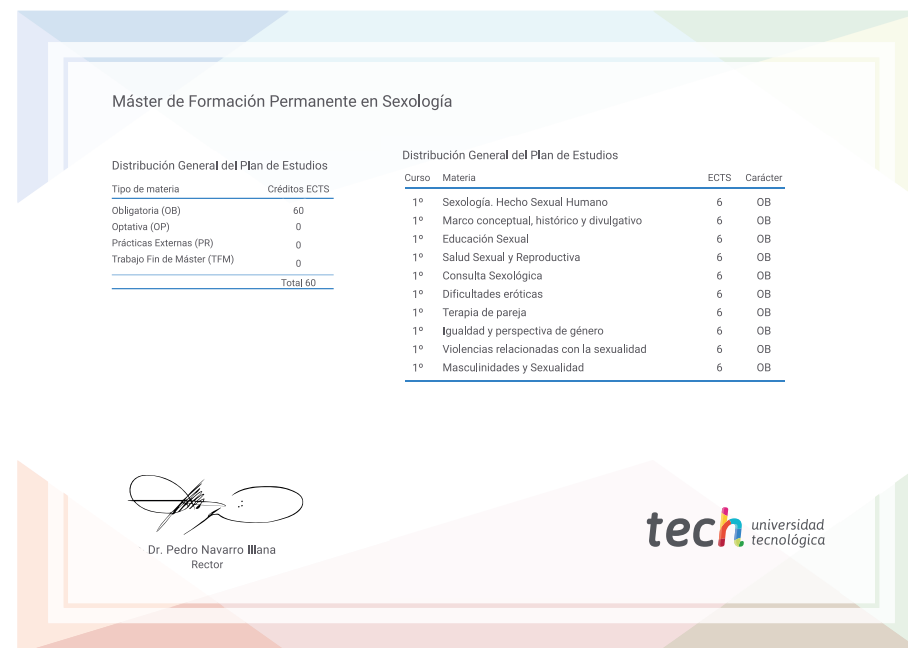 Máster de Formación Permanente en Sexología
Distribución General del Plan de Estudios
Tipo de materia Créditos ECTS
Obligatoria (OB) 60
Optativa (OP) 0
Prácticas Externas (PR) 0
Trabajo Fin de Máster (TFM) 0
Total 60
Distribución General del Plan de Estudios
Curso Materia ECTS Carácter
1º Sexología. Hecho Sexual Humano 6 OB
1º Marco conceptual, histórico y divulgativo 6 OB
1º Educación Sexual 6 OB
1º Salud Sexual y Reproductiva 6 OB
1º Consulta Sexológica 6 OB
1º Dificultades eróticas 6 OB
1º Terapia de pareja 6 OB
1º Igualdad y perspectiva de género 6 OB
1º Violencias relacionadas con la sexualidad 6 OB
1º Masculinidades y Sexualidad 6 OB
Dr. Pedro Navarro Illana
Rector
tech universidad
tecnológica